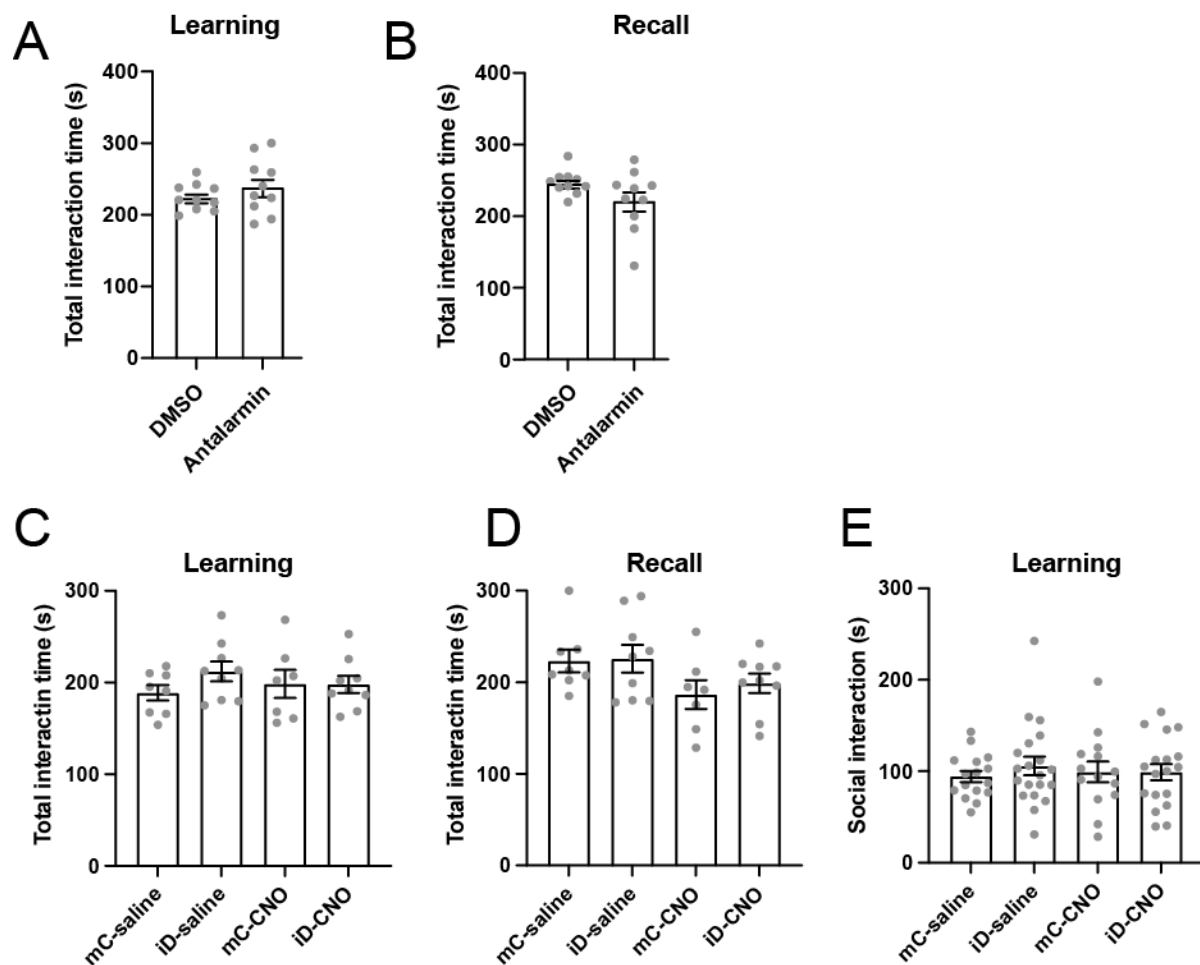 A
Learning
Total interaction time (s)
400
300
200
100
0
DMSO
Antalarmin
B
Recall
Total interaction time (s)
400
300
200
100
0
DMSO
Antalarmin
C
Learning
Total interaction time (s)
300
200
100
0
mC-saline
iD-saline
mC-CNO
iD-CNO
D
Recall
Total interactin time (s)
300
200
100
0
mC-saline
iD-saline
mC-CNO
iD-CNO
E
Learning
Social interaction (s)
300
200
100
0
mC-saline
iD-saline
mC-CNO
iD-CNO